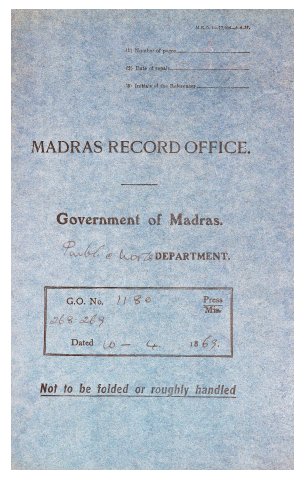 (1) Number of pages
(2) Date of repair
(3) Initials of the Restorer
MADRAS RECORD OFFICE.
Government of Madras.
Public Works DEPARTMENT.
G.O. No. 1180 Press
Mis.
268-269
Dated 10 - 4 1869.
Not to be folded or roughly handled